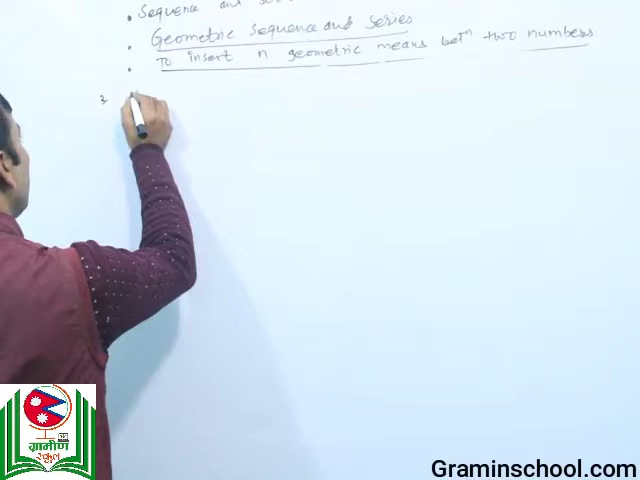 • Sequence and
• Geometric Sequence and Series
• To insert n geometric means betⁿ two numbers
3.
ग्रामीण
स्कुल
Graminschool.com